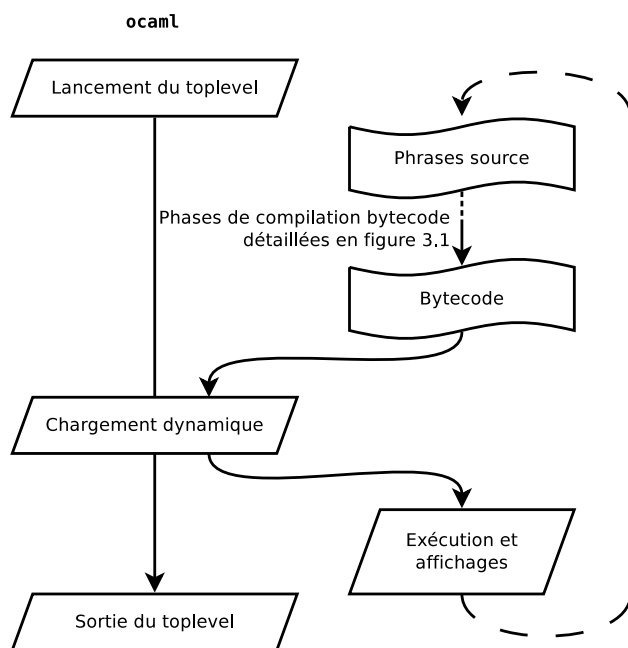 ocaml
Lancement du toplevel
Phrases source
Phases de compilation bytecode
détaillées en figure 3.1
Bytecode
Chargement dynamique
Exécution et
affichages
Sortie du toplevel